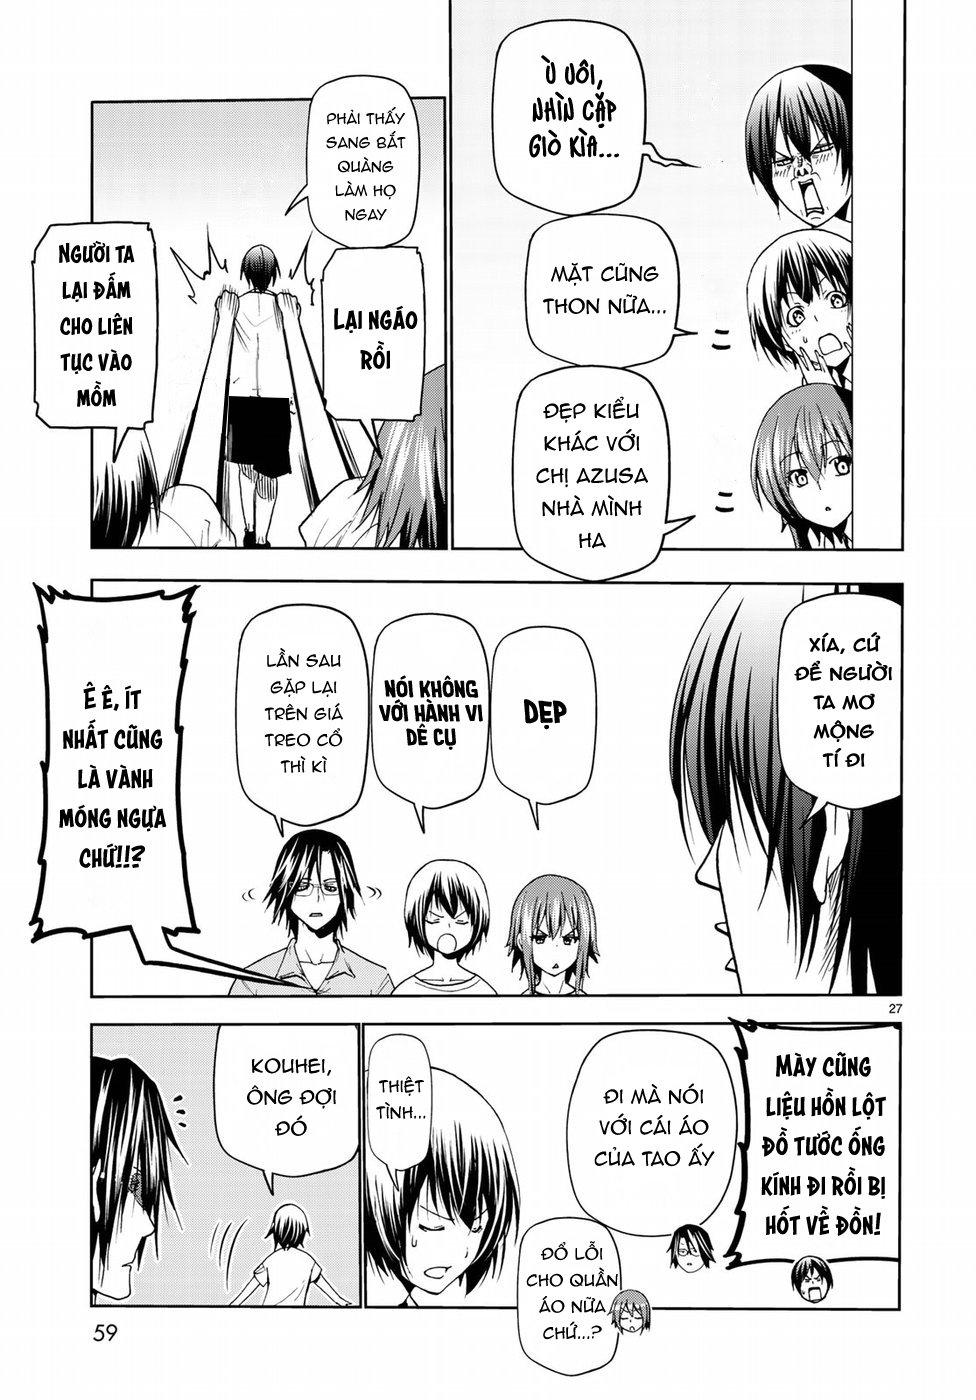 Ù UÔI,
NHÌN CẶP
GIÒ KÌA...
MẶT CŨNG
THON NỮA...
ĐẸP KIỂU
KHÁC VỚI
CHỊ AZUSA
NHÀ MÌNH
HA
PHẢI THẤY
SANG BẮT
QUÀNG
LÀM HỌ
NGAY
LẠI NGÁO
RỒI
NGƯỜI TA
LẠI ĐẤM
CHO LIÊN
TỤC VÀO
MỒM
XÍA, CỨ
ĐỂ NGƯỜI
TA MƠ
MỘNG
TÍ ĐI
DẸP
NÓI KHÔNG
VỚI HÀNH VI
DÊ CỤ
LẦN SAU
GẶP LẠI
TRÊN GIÁ
TREO CỔ
THÌ KÌ
Ê Ê, ÍT
NHẤT CŨNG
LÀ VÀNH
MÓNG NGỰA
CHỨ!!?
27
MÀY CŨNG
LIỆU HỒN LỘT
ĐỒ TƯỚC ỐNG
KÍNH ĐI RỒI BỊ
HỐT VỀ ĐỒN!
ĐI MÀ NÓI
VỚI CÁI ÁO
CỦA TAO ẤY
ĐỔ LỖI
CHO QUẦN
ÁO NỮA
CHỨ...?
THIỆT
TÌNH...
KOUHEI,
ÔNG ĐỢI
ĐÓ
59